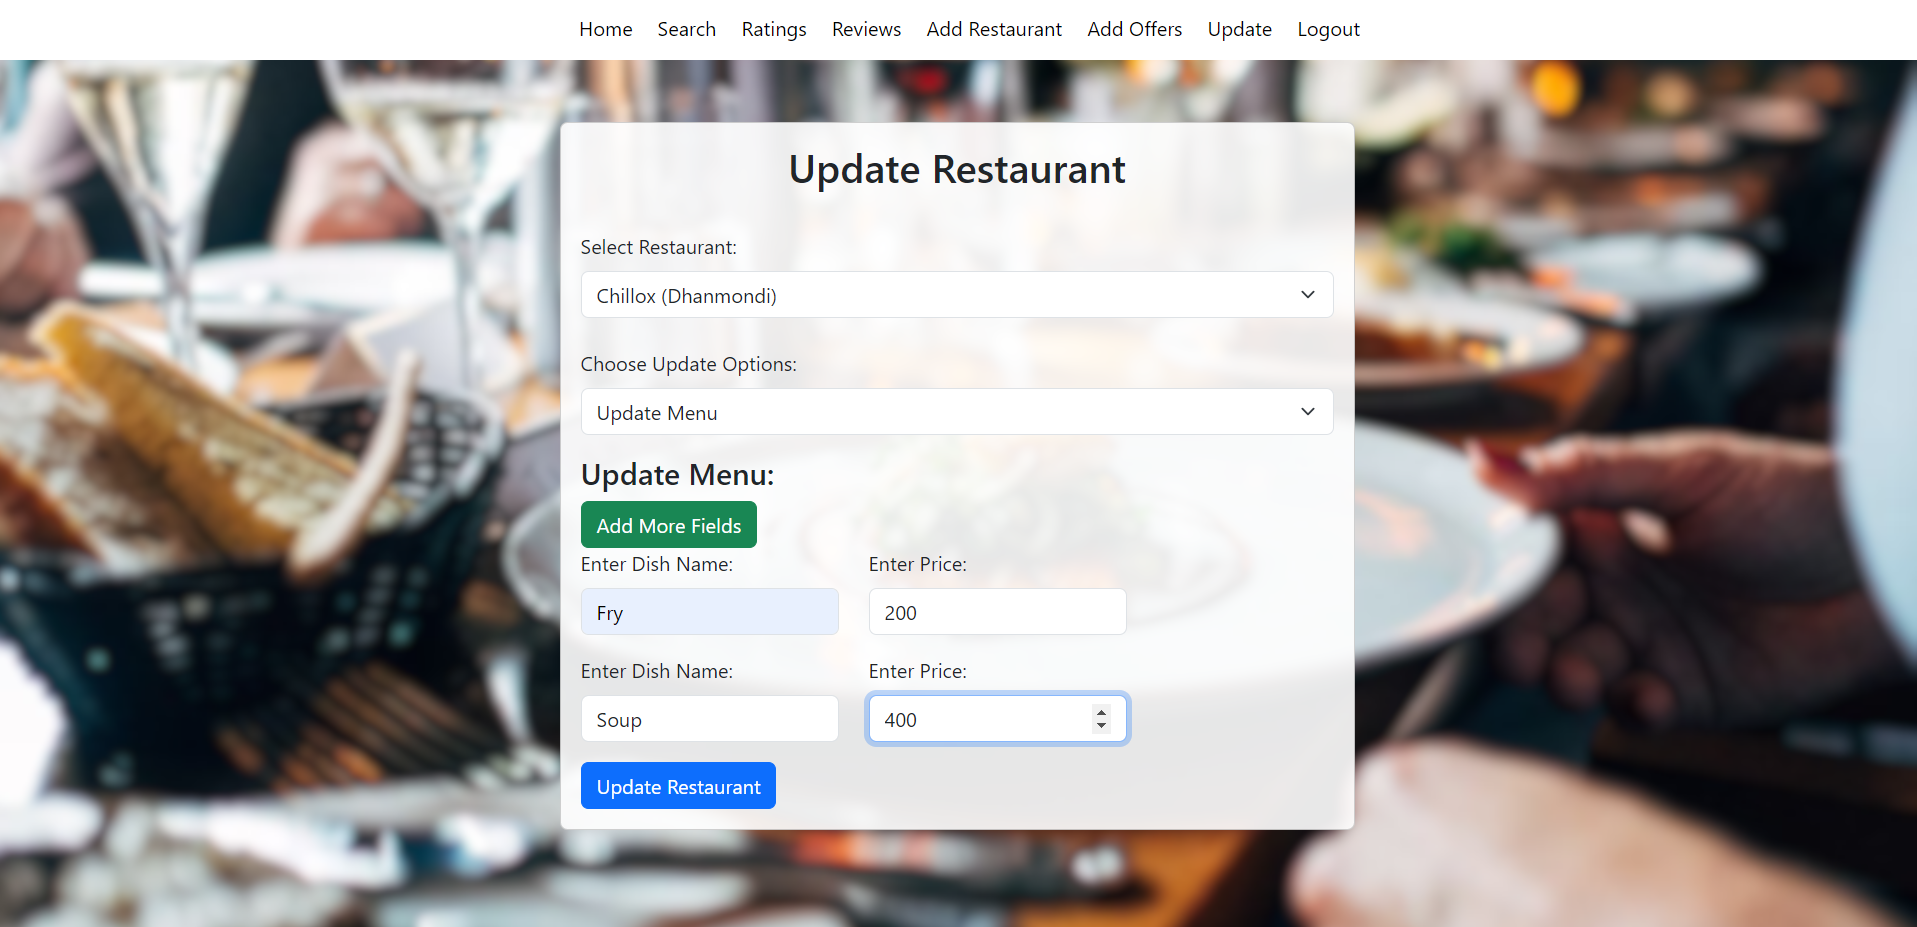 Home Search Ratings Reviews Add Restaurant Add Offers Update Logout
Update Restaurant
Select Restaurant:
Chillox (Dhanmondi)
Choose Update Options:
Update Menu
Update Menu:
Add More Fields
Enter Dish Name: Enter Price:
Fry 200
Enter Dish Name: Enter Price:
Soup 400
Update Restaurant